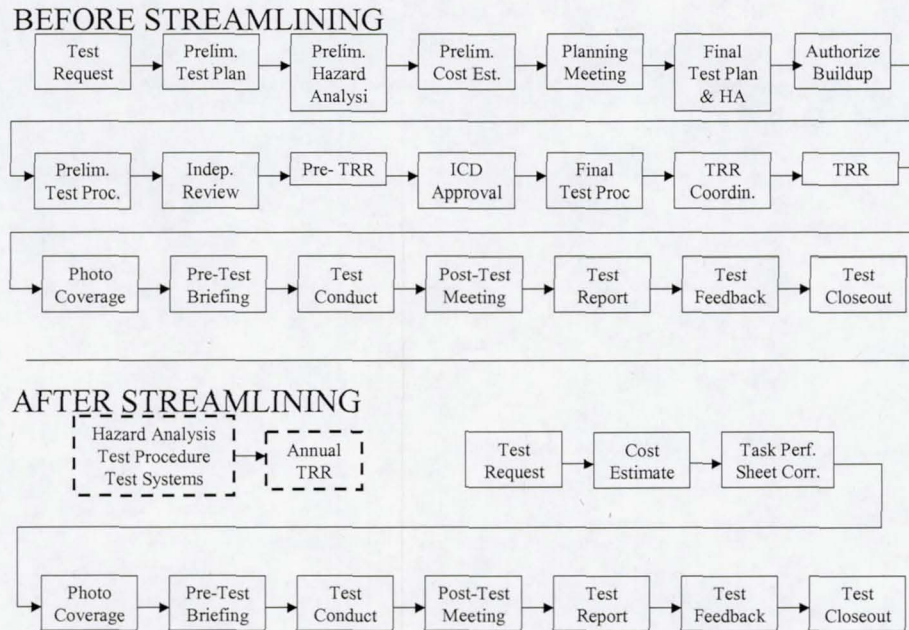 BEFORE STREAMLINING
Test
Request
Prelim.
Test Plan
Prelim.
Hazard
Analysi
Prelim.
Cost Est.
Planning
Meeting
Final
Test Plan
& HA
Authorize
Buildup
Prelim.
Test Proc.
Indep.
Review
Pre- TRR
ICD
Approval
Final
Test Proc
TRR
Coordin.
TRR
Photo
Coverage
Pre-Test
Briefing
Test
Conduct
Post-Test
Meeting
Test
Report
Test
Feedback
Test
Closeout
AFTER STREAMLINING
Hazard Analysis
Test Procedure
Test Systems
Annual
TRR
Test
Request
Cost
Estimate
Task Perf.
Sheet Corr.
Photo
Coverage
Pre-Test
Briefing
Test
Conduct
Post-Test
Meeting
Test
Report
Test
Feedback
Test
Closeout